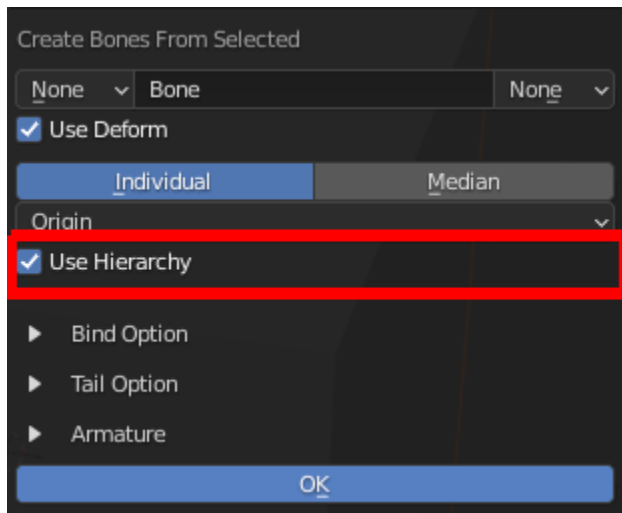 Create Bones From Selected
None Bone None
Use Deform
Individual Median
Origin
Use Hierarchy
Bind Option
Tail Option
Armature
OK